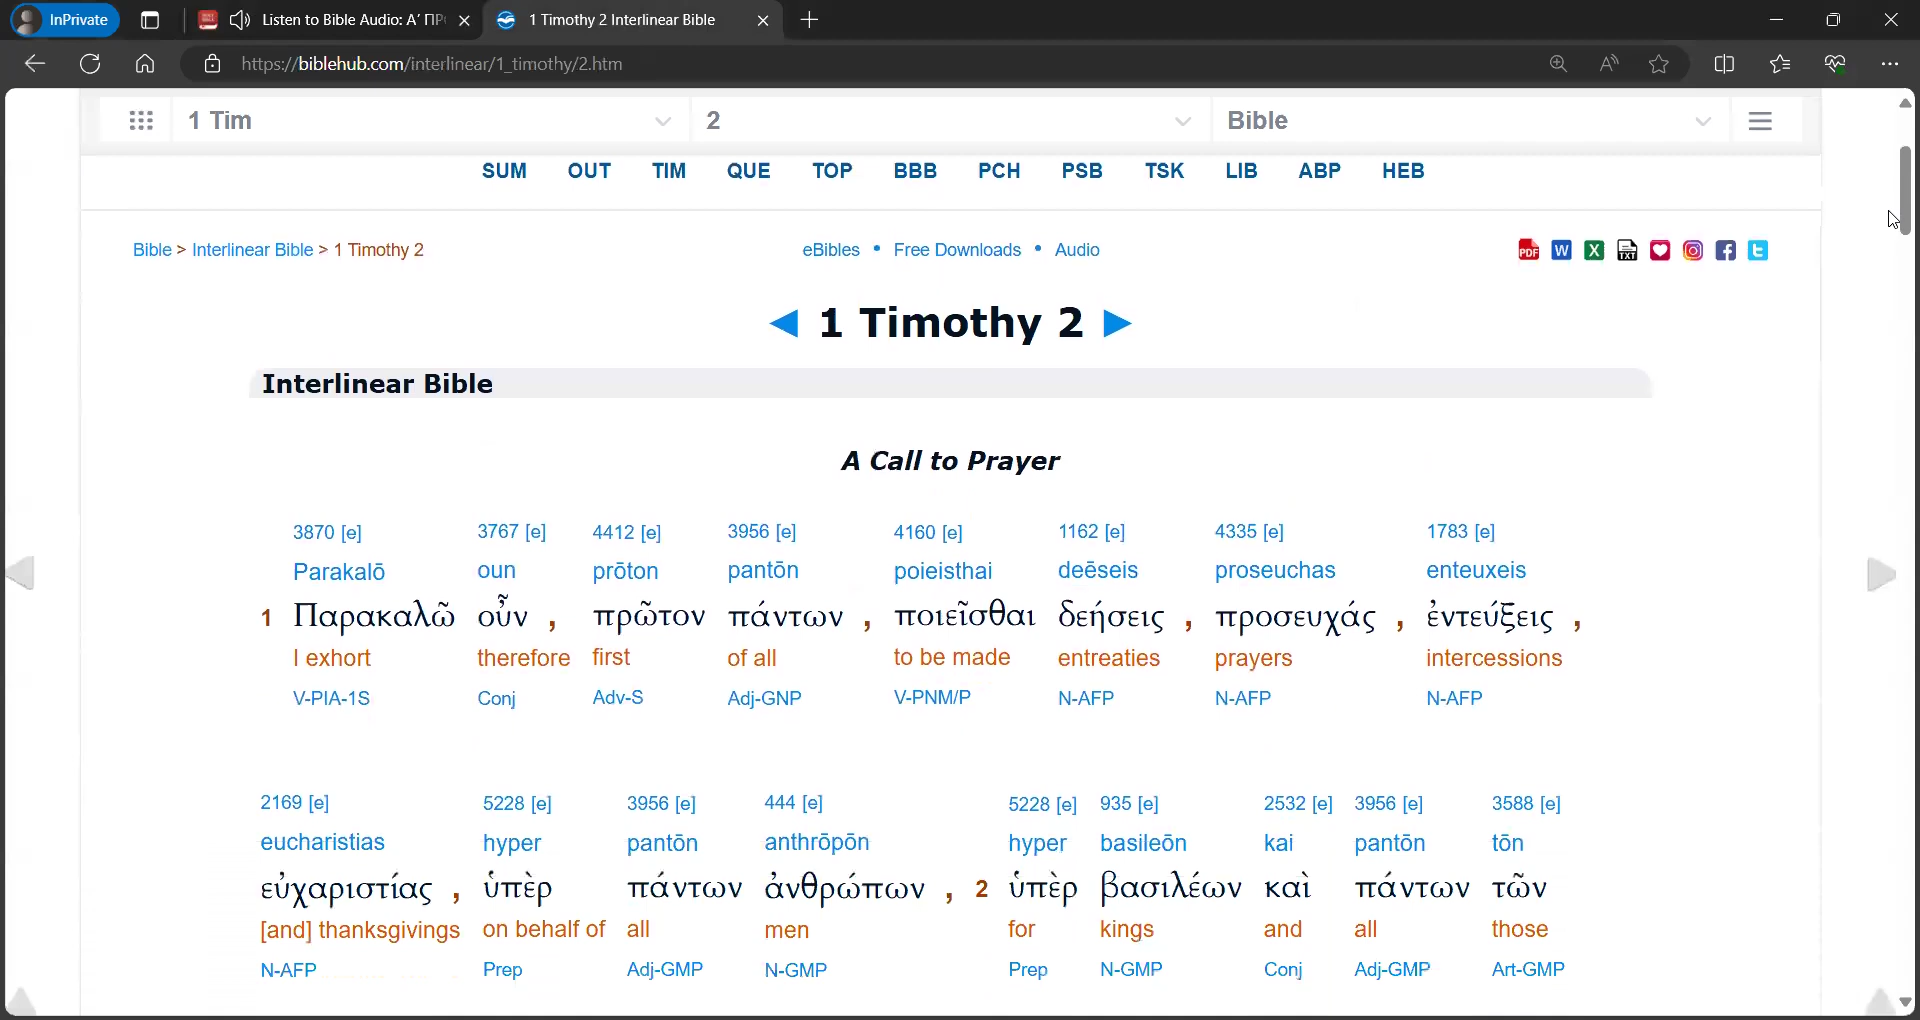 InPrivate
Listen to Bible Audio: Α΄ ΠΡ
1 Timothy 2 Interlinear Bible
https://biblehub.com/interlinear/1_timothy/2.htm
1 Tim 2 Bible
SUM OUT TIM QUE TOP BBB PCH PSB TSK LIB ABP HEB
Bible > Interlinear Bible > 1 Timothy 2
eBibles • Free Downloads • Audio
PDF W X TXT
◄ 1 Timothy 2 ►
Interlinear Bible
A Call to Prayer
3870 [e] 3767 [e] 4412 [e] 3956 [e] 4160 [e] 1162 [e] 4335 [e] 1783 [e]
Parakalō oun prōton pantōn poieisthai deēseis proseuchas enteuxeis
1 Παρακαλῶ οὖν , πρῶτον πάντων , ποιεῖσθαι δεήσεις , προσευχάς , ἐντεύξεις ,
I exhort therefore first of all to be made entreaties prayers intercessions
V-PIA-1S Conj Adv-S Adj-GNP V-PNM/P N-AFP N-AFP N-AFP
2169 [e] 5228 [e] 3956 [e] 444 [e] 5228 [e] 935 [e] 2532 [e] 3956 [e] 3588 [e]
eucharistias hyper pantōn anthrōpōn hyper basileōn kai pantōn tōn
εὐχαριστίας , ὑπὲρ πάντων ἀνθρώπων , 2 ὑπὲρ βασιλέων καὶ πάντων τῶν
[and] thanksgivings on behalf of all men for kings and all those
N-AFP Prep Adj-GMP N-GMP Prep N-GMP Conj Adj-GMP Art-GMP